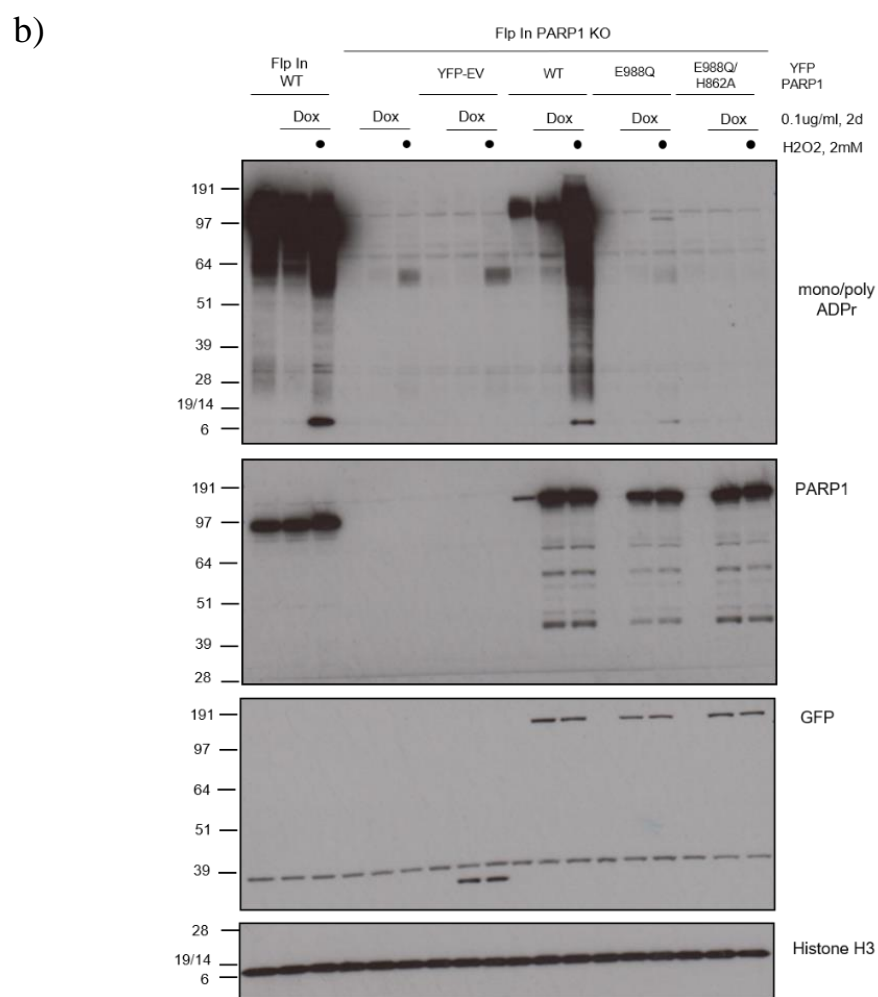 b)
Flp In PARP1 KO
Flp In
WT
YFP-EV
WT
E988Q
E988Q/
H862A
YFP
PARP1
Dox
Dox
Dox
Dox
Dox
Dox
0.1ug/ml, 2d
H2O2, 2mM
191
97
64
51
39
28
19/14
6
mono/poly
ADPr
191
97
64
51
39
28
PARP1
191
97
64
51
39
GFP
28
19/14
6
Histone H3